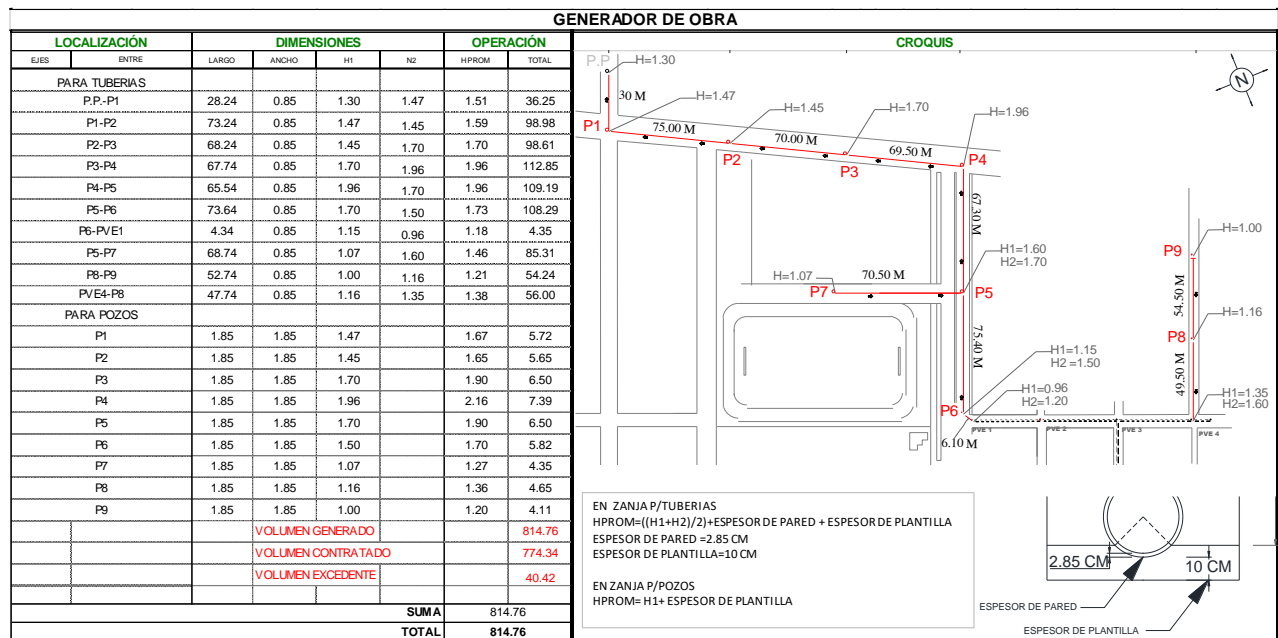 GENERADOR DE OBRA
LOCALIZACIÓN DIMENSIONES OPERACIÓN
EJES ENTRE LARGO ANCHO H1 N2 HPROM TOTAL
PARA TUBERIAS
P.P.-P1 28.24 0.85 1.30 1.47 1.51 36.25
P1-P2 73.24 0.85 1.47 1.45 1.59 98.98
P2-P3 68.24 0.85 1.45 1.70 1.70 98.61
P3-P4 67.74 0.85 1.70 1.96 1.96 112.85
P4-P5 65.54 0.85 1.96 1.70 1.96 109.19
P5-P6 73.64 0.85 1.70 1.50 1.73 108.29
P6-PVE1 4.34 0.85 1.15 0.96 1.18 4.35
P5-P7 68.74 0.85 1.07 1.60 1.46 85.31
P8-P9 52.74 0.85 1.00 1.16 1.21 54.24
PVE4-P8 47.74 0.85 1.16 1.35 1.38 56.00
PARA POZOS
P1 1.85 1.85 1.47 1.67 5.72
P2 1.85 1.85 1.45 1.65 5.65
P3 1.85 1.85 1.70 1.90 6.50
P4 1.85 1.85 1.96 2.16 7.39
P5 1.85 1.85 1.70 1.90 6.50
P6 1.85 1.85 1.50 1.70 5.82
P7 1.85 1.85 1.07 1.27 4.35
P8 1.85 1.85 1.16 1.36 4.65
P9 1.85 1.85 1.00 1.20 4.11
VOLUMEN GENERADO 814.76
VOLUMEN CONTRATADO 774.34
VOLUMEN EXCEDENTE 40.42
SUMA 814.76
TOTAL 814.76
CROQUIS
P.P
H=1.30
N
30 M
H=1.47
H=1.45
H=1.70
H=1.96
P1
75.00 M
70.00 M
69.50 M
P2
P3
P4
67.30 M
H=1.00
P9
H1=1.60
H2=1.70
H=1.07
70.50 M
P7
P5
54.50 M
H=1.16
P8
75.40 M
H1=1.15
H2 =1.50
49.50 M
H1=0.96
H2=1.20
H1=1.35
H2=1.60
P6
6.10 M
PVE 1
PVE 2
PVE 3
PVE 4
EN ZANJA P/TUBERIAS
HPROM=((H1+H2)/2)+ESPESOR DE PARED + ESPESOR DE PLANTILLA
ESPESOR DE PARED =2.85 CM
ESPESOR DE PLANTILLA=10 CM
EN ZANJA P/POZOS
HPROM= H1+ ESPESOR DE PLANTILLA
2.85 CM
10 CM
ESPESOR DE PARED
ESPESOR DE PLANTILLA